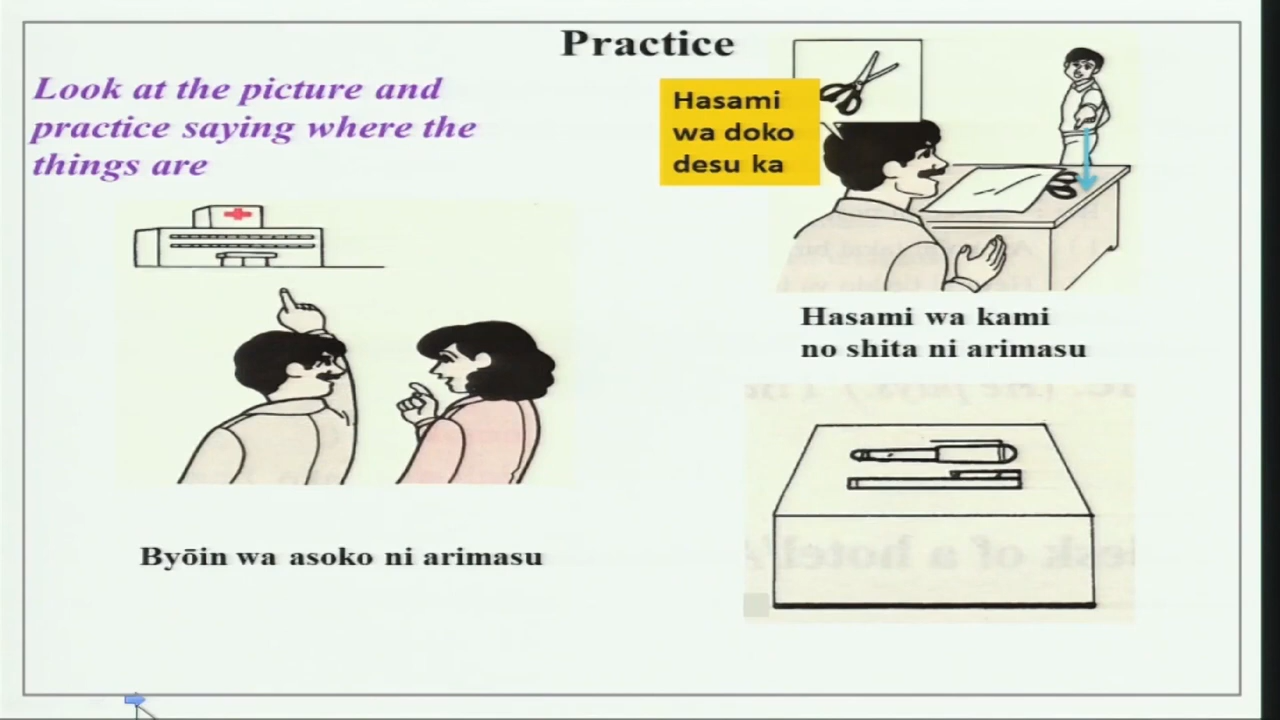 Practice
Look at the picture and
practice saying where the
things are
Hasami
wa doko
desu ka
Hasami wa kami
no shita ni arimasu
Byōin wa asoko ni arimasu